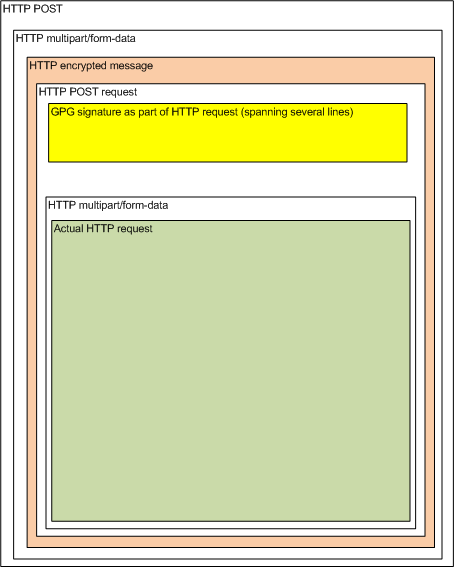 HTTP POST
HTTP multipart/form-data
HTTP encrypted message
HTTP POST request
GPG signature as part of HTTP request (spanning several lines)
HTTP multipart/form-data
Actual HTTP request